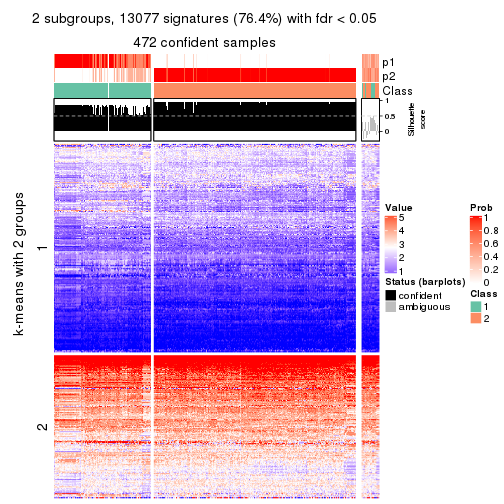 2 subgroups, 13077 signatures (76.4%) with fdr < 0.05
472 confident samples
p1
p2
Class
1
0.5
0
Silhouette
score
k-means with 2 groups
1
2
Value
5
4
3
2
1
Prob
1
0.8
0.6
0.4
0.2
0
Status (barplots)
confident
ambiguous
Class
1
2